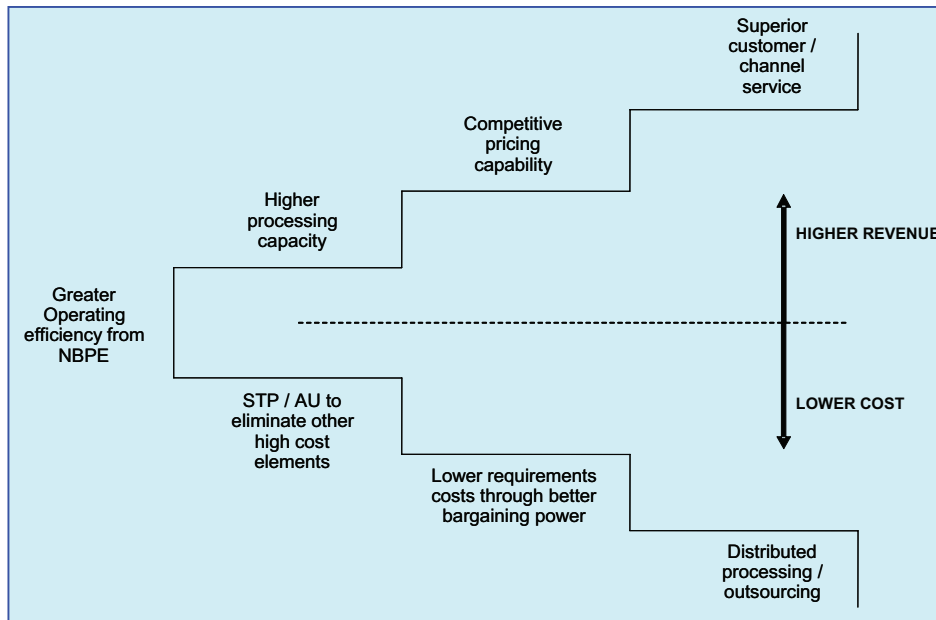 Superior
customer /
channel
service
Competitive
pricing
capability
Higher
processing
capacity
HIGHER REVENUE
Greater
Operating
efficiency from
NBPE
LOWER COST
STP / AU to
eliminate other
high cost
elements
Lower requirements
costs through better
bargaining power
Distributed
processing /
outsourcing